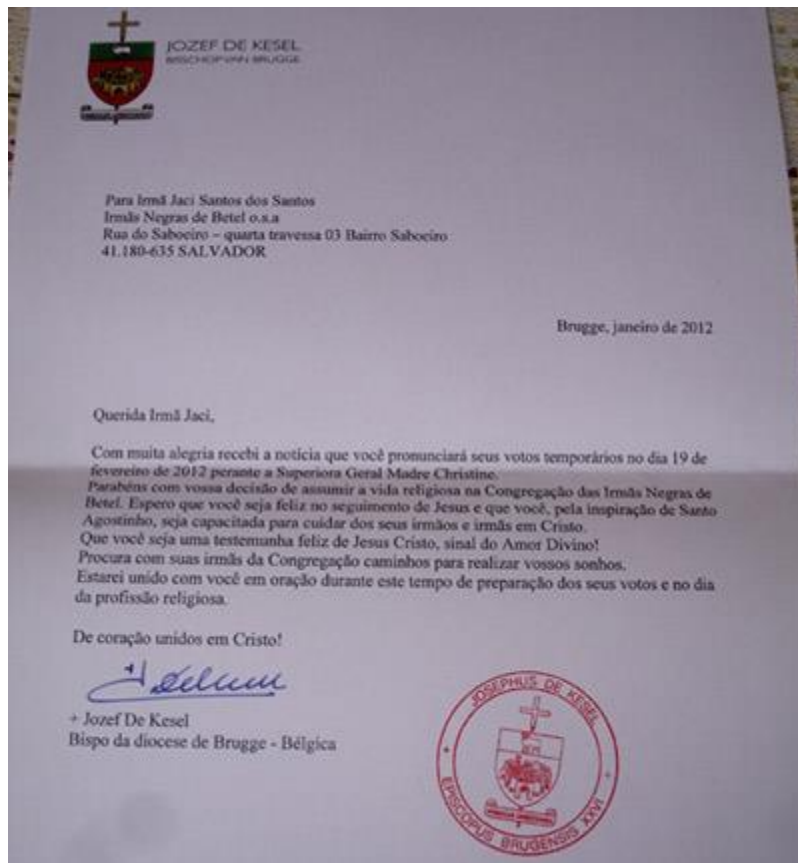 JOZEF DE KESEL
BISSCHOP VAN BRUGGE
Para Irmã Jaci Santos dos Santos
Irmãs Negras de Betel o.s.a
Rua do Saboeiro – quarta travessa 03 Bairro Saboeiro
41.180-635 SALVADOR
Brugge, janeiro de 2012
Querida Irmã Jaci,
Com muita alegria recebi a notícia que você pronunciará seus votos temporários no dia 19 de
fevereiro de 2012 perante a Superiora Geral Madre Christine.
Parabéns com vossa decisão de assumir a vida religiosa na Congregação das Irmãs Negras de
Betel. Espero que você seja feliz no seguimento de Jesus e que você, pela inspiração de Santo
Agostinho, seja capacitada para cuidar dos seus irmãos e irmãs em Cristo.
Que você seja uma testemunha feliz de Jesus Cristo, sinal do Amor Divino!
Procura com suas irmãs da Congregação caminhos para realizar vossos sonhos.
Estarei unido com você em oração durante este tempo de preparação dos seus votos e no dia
da profissão religiosa.
De coração unidos em Cristo!
+ Jozef De Kesel
Bispo da diocese de Brugge - Bélgica
JOSEPHUS DE KESEL
+ EPISCOPUS BRUGENSIS XXVI +